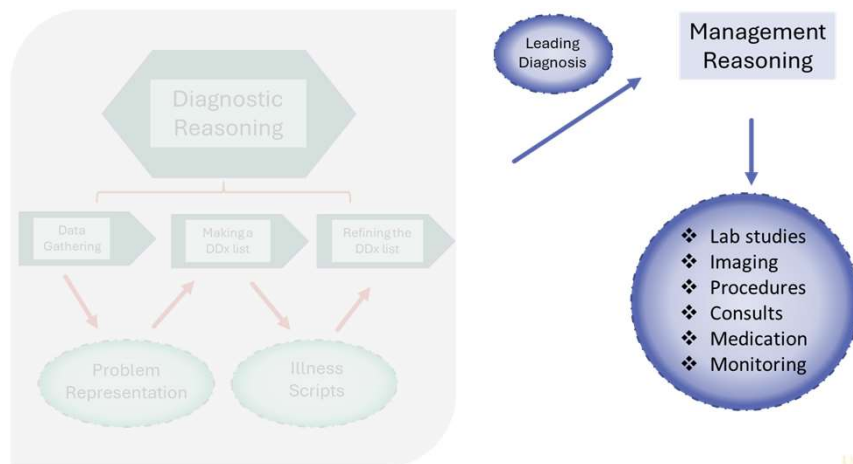 Diagnostic
Reasoning
Data
Gathering
Making a
DDx list
Refining the
DDx list
Problem
Representation
Illness
Scripts
Leading
Diagnosis
Management
Reasoning
❖ Lab studies
❖ Imaging
❖ Procedures
❖ Consults
❖ Medication
❖ Monitoring